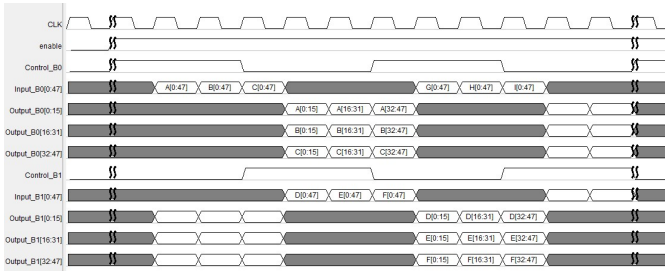 CLK
enable
Control_B0
Input_B0[0:47] A[0:47] B[0:47] C[0:47] G[0:47] H[0:47] I[0:47]
Output_B0[0:15] A[0:15] A[16:31] A[32:47]
Output_B0[16:31] B[0:15] B[16:31] B[32:47]
Output_B0[32:47] C[0:15] C[16:31] C[32:47]
Control_B1
Input_B1[0:47] D[0:47] E[0:47] F[0:47]
Output_B1[0:15] D[0:15] D[16:31] D[32:47]
Output_B1[16:31] E[0:15] E[16:31] E[32:47]
Output_B1[32:47] F[0:15] F[16:31] F[32:47]